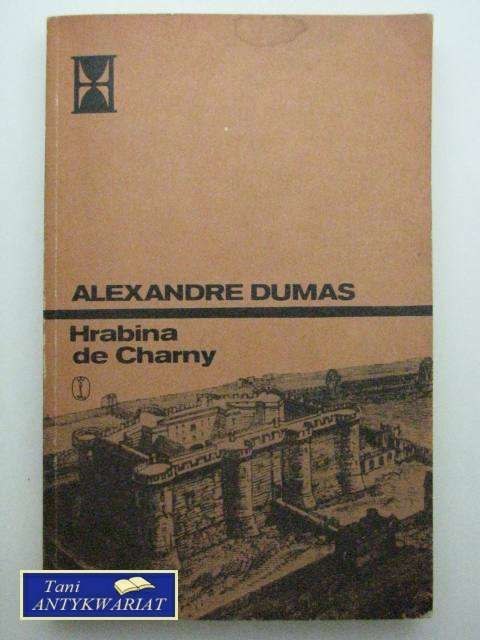 ALEXANDRE DUMAS
Hrabina
de Charny
Tani
ANTYKWARIAT